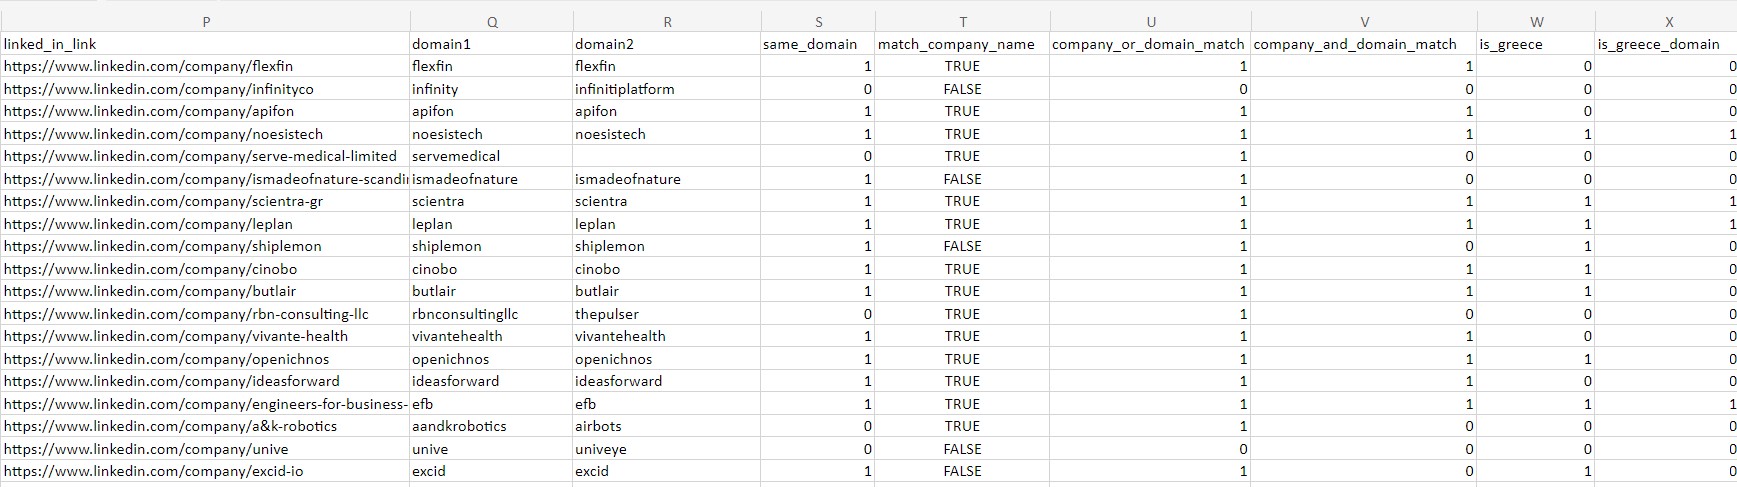 P Q R S T U V W X
linked_in_link domain1 domain2 same_domain match_company_name company_or_domain_match company_and_domain_match is_greece is_greece_domain
https://www.linkedin.com/company/flexfin flexfin flexfin 1 TRUE 1 1 0 0
https://www.linkedin.com/company/infinityco infinity infinitiplatform 0 FALSE 0 0 0 0
https://www.linkedin.com/company/apifon apifon apifon 1 TRUE 1 1 0 0
https://www.linkedin.com/company/noesistech noesistech noesistech 1 TRUE 1 1 1 1
https://www.linkedin.com/company/serve-medical-limited servemedical 0 TRUE 1 0 0 0
https://www.linkedin.com/company/ismadeofnature-scandi ismadeofnature ismadeofnature 1 FALSE 1 0 0 0
https://www.linkedin.com/company/scientra-gr scientra scientra 1 TRUE 1 1 1 1
https://www.linkedin.com/company/leplan leplan leplan 1 TRUE 1 1 1 1
https://www.linkedin.com/company/shiplemon shiplemon shiplemon 1 FALSE 1 0 1 0
https://www.linkedin.com/company/cinobo cinobo cinobo 1 TRUE 1 1 1 0
https://www.linkedin.com/company/butlair butlair butlair 1 TRUE 1 1 1 0
https://www.linkedin.com/company/rbn-consulting-llc rbnconsultingllc thepulser 0 TRUE 1 0 0 0
https://www.linkedin.com/company/vivante-health vivantehealth vivantehealth 1 TRUE 1 1 0 0
https://www.linkedin.com/company/openichnos openichnos openichnos 1 TRUE 1 1 1 0
https://www.linkedin.com/company/ideasforward ideasforward ideasforward 1 TRUE 1 1 0 0
https://www.linkedin.com/company/engineers-for-business- efb efb 1 TRUE 1 1 1 1
https://www.linkedin.com/company/a&k-robotics aandkrobotics airbots 0 TRUE 1 0 0 0
https://www.linkedin.com/company/unive unive univeye 0 FALSE 0 0 0 0
https://www.linkedin.com/company/excid-io excid excid 1 FALSE 1 0 1 0